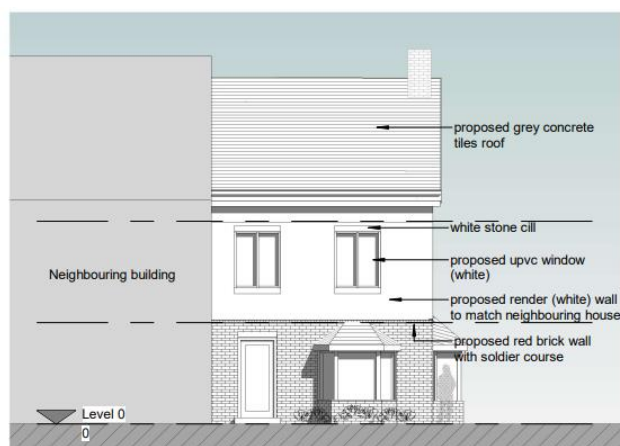 proposed grey concrete
tiles roof
white stone cill
proposed upvc window
(white)
Neighbouring building
proposed render (white) wall
to match neighbouring house
proposed red brick wall
with soldier course
Level 0
0